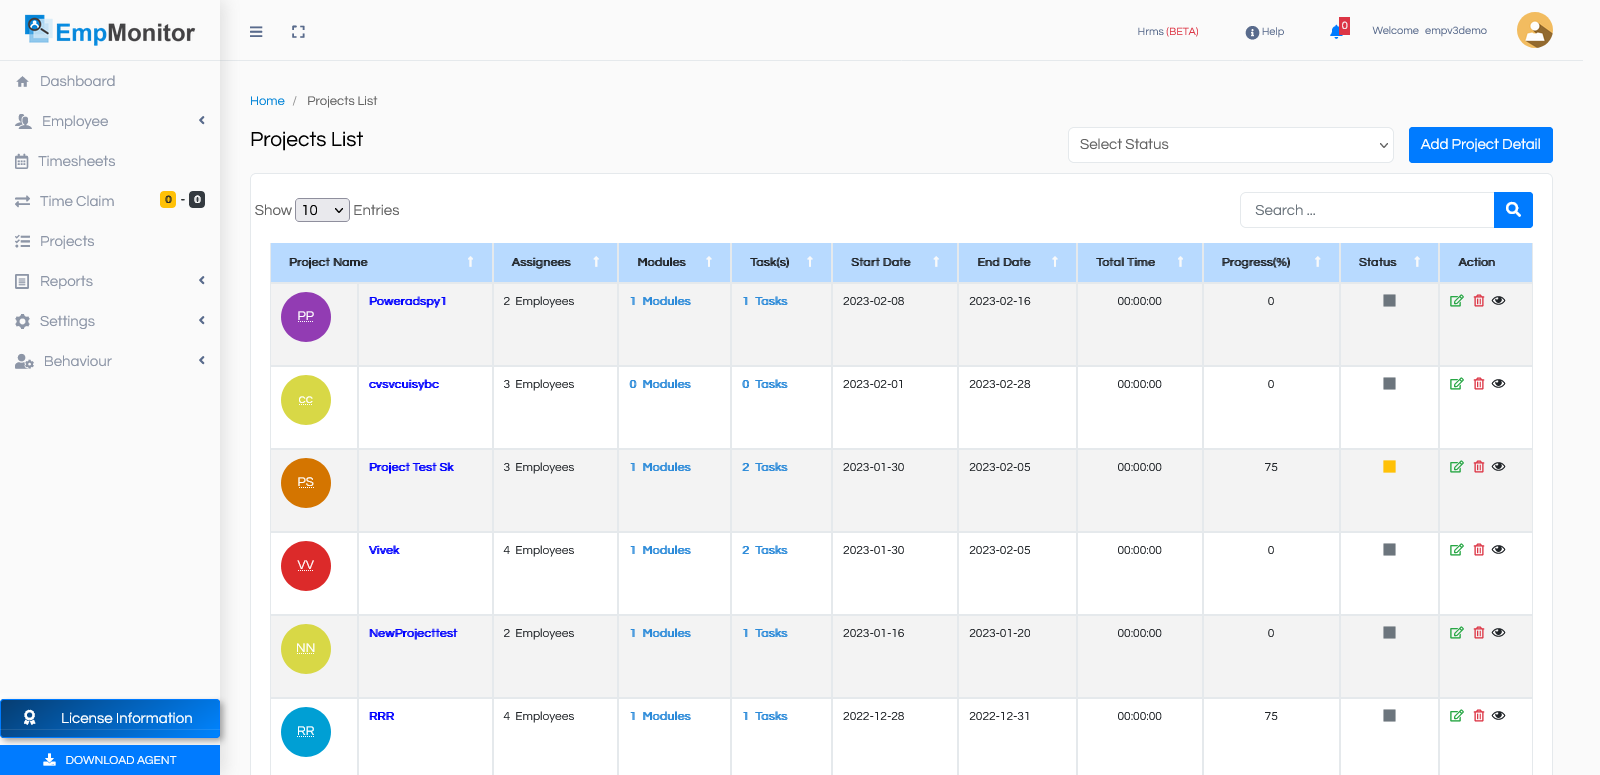 EmpMonitor
Hrms (BETA)
Help
0
Welcome empv3demo
Dashboard
Employee
Timesheets
Time Claim 0 - 0
Projects
Reports
Settings
Behaviour
License Information
DOWNLOAD AGENT
Home / Projects List
Projects List
Select Status
Add Project Detail
Show 10 Entries
Search ...
Project Name Assignees Modules Task(s) Start Date End Date Total Time Progress(%) Status Action
PP Poweradspy1 2 Employees 1 Modules 1 Tasks 2023-02-08 2023-02-16 00:00:00 0
cc cvsvcuisybc 3 Employees 0 Modules 0 Tasks 2023-02-01 2023-02-28 00:00:00 0
PS Project Test Sk 3 Employees 1 Modules 2 Tasks 2023-01-30 2023-02-05 00:00:00 75
VV Vivek 4 Employees 1 Modules 2 Tasks 2023-01-30 2023-02-05 00:00:00 0
NN NewProjecttest 2 Employees 1 Modules 1 Tasks 2023-01-16 2023-01-20 00:00:00 0
RR RRR 4 Employees 1 Modules 1 Tasks 2022-12-28 2022-12-31 00:00:00 75